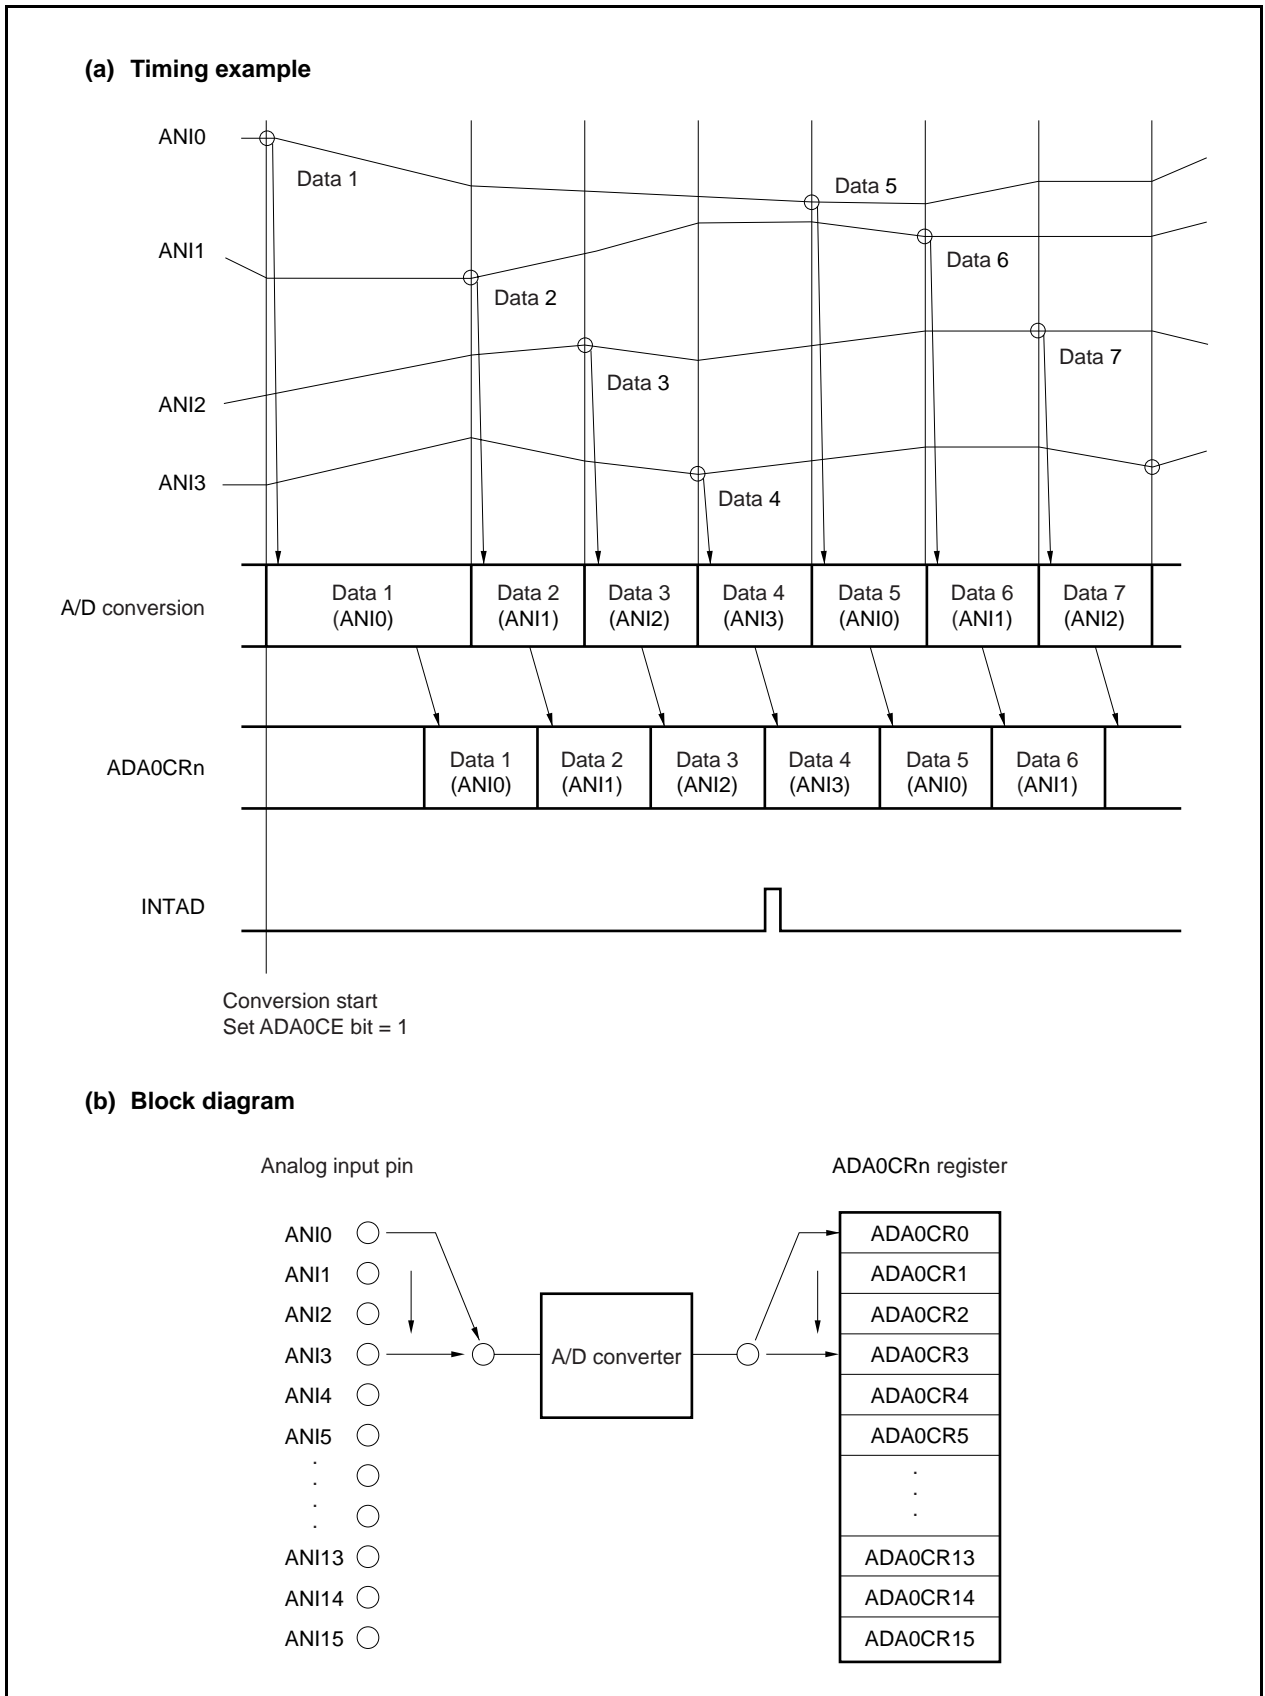 (a) Timing example
ANI0
Data 1
Data 5
ANI1
Data 6
Data 2
Data 7
Data 3
ANI2
ANI3
Data 4
A/D conversion
Data 1 Data 2 Data 3 Data 4 Data 5 Data 6 Data 7
(ANI0) (ANI1) (ANI2) (ANI3) (ANI0) (ANI1) (ANI2)
ADA0CRn
Data 1 Data 2 Data 3 Data 4 Data 5 Data 6
(ANI0) (ANI1) (ANI2) (ANI3) (ANI0) (ANI1)
INTAD
Conversion start
Set ADA0CE bit = 1
(b) Block diagram
Analog input pin ADA0CRn register
ANI0 ADA0CR0
ANI1 ADA0CR1
ANI2 ADA0CR2
ANI3 A/D converter ADA0CR3
ANI4 ADA0CR4
ANI5 ADA0CR5
ANI13 ADA0CR13
ANI14 ADA0CR14
ANI15 ADA0CR15